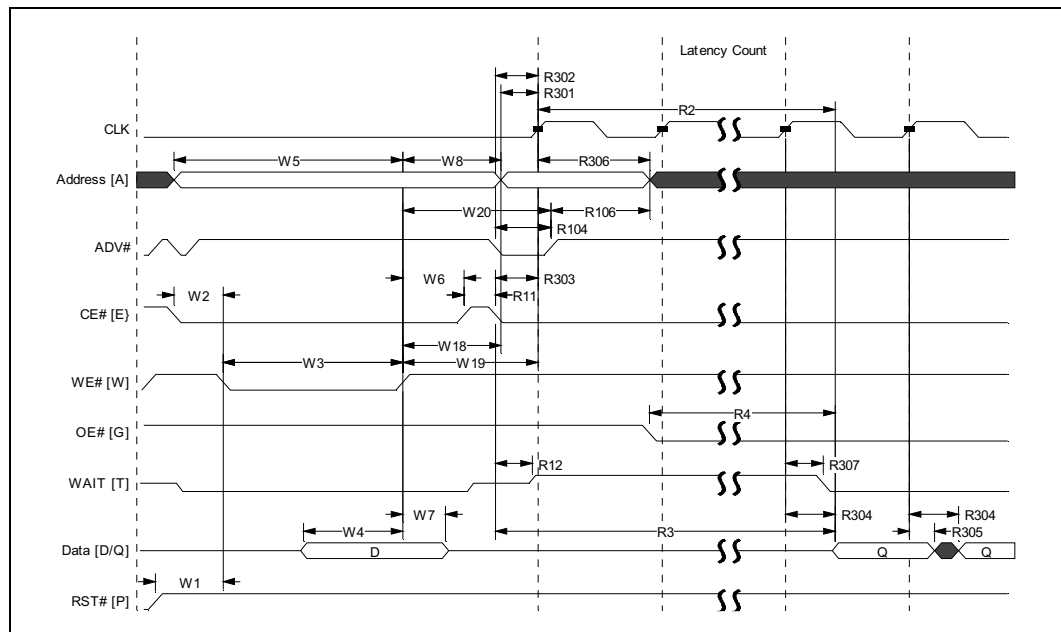 Latency Count
R302
R301
R2
CLK
W5
W8
R306
Address [A]
W20
R106
R104
ADV#
W6
R303
W2
R11
CE# [E}
W18
W3
W19
WE# [W]
R4
OE# [G]
R12
R307
WAIT [T]
W7
R304
R304
W4
R3
R305
Data [D/Q]
D
Q
Q
W1
RST# [P]